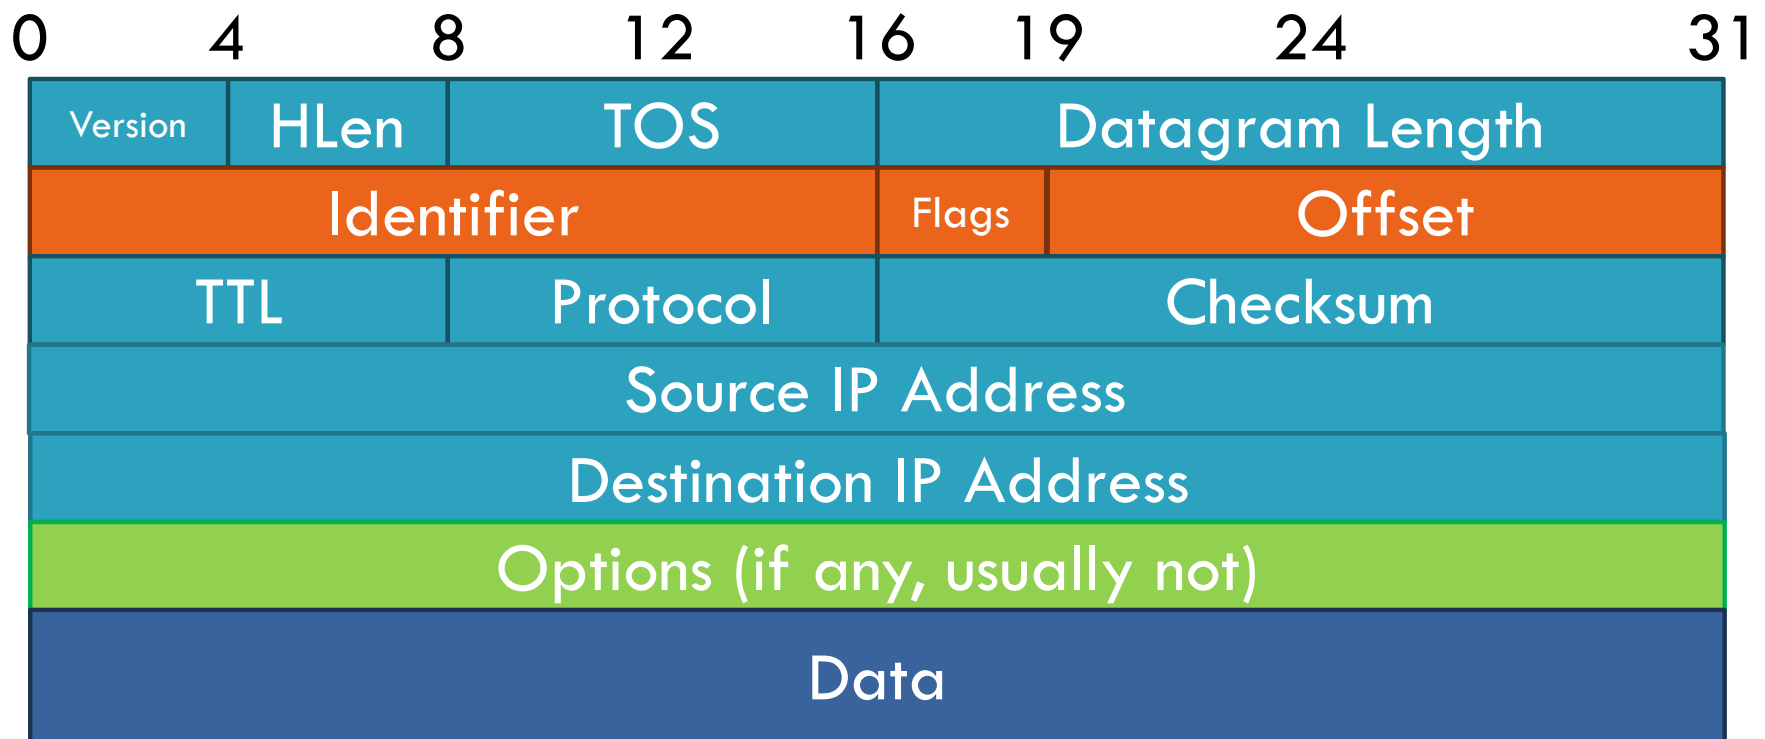 0 4 8 12 16 19 24 31
Version HLen TOS Datagram Length
Identifier Flags Offset
TTL Protocol Checksum
Source IP Address
Destination IP Address
Options (if any, usually not)
Data